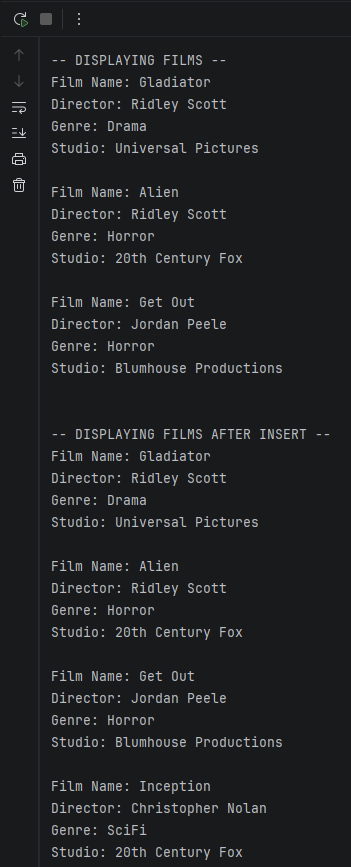 -- DISPLAYING FILMS --
Film Name: Gladiator
Director: Ridley Scott
Genre: Drama
Studio: Universal Pictures
Film Name: Alien
Director: Ridley Scott
Genre: Horror
Studio: 20th Century Fox
Film Name: Get Out
Director: Jordan Peele
Genre: Horror
Studio: Blumhouse Productions
-- DISPLAYING FILMS AFTER INSERT --
Film Name: Gladiator
Director: Ridley Scott
Genre: Drama
Studio: Universal Pictures
Film Name: Alien
Director: Ridley Scott
Genre: Horror
Studio: 20th Century Fox
Film Name: Get Out
Director: Jordan Peele
Genre: Horror
Studio: Blumhouse Productions
Film Name: Inception
Director: Christopher Nolan
Genre: SciFi
Studio: 20th Century Fox